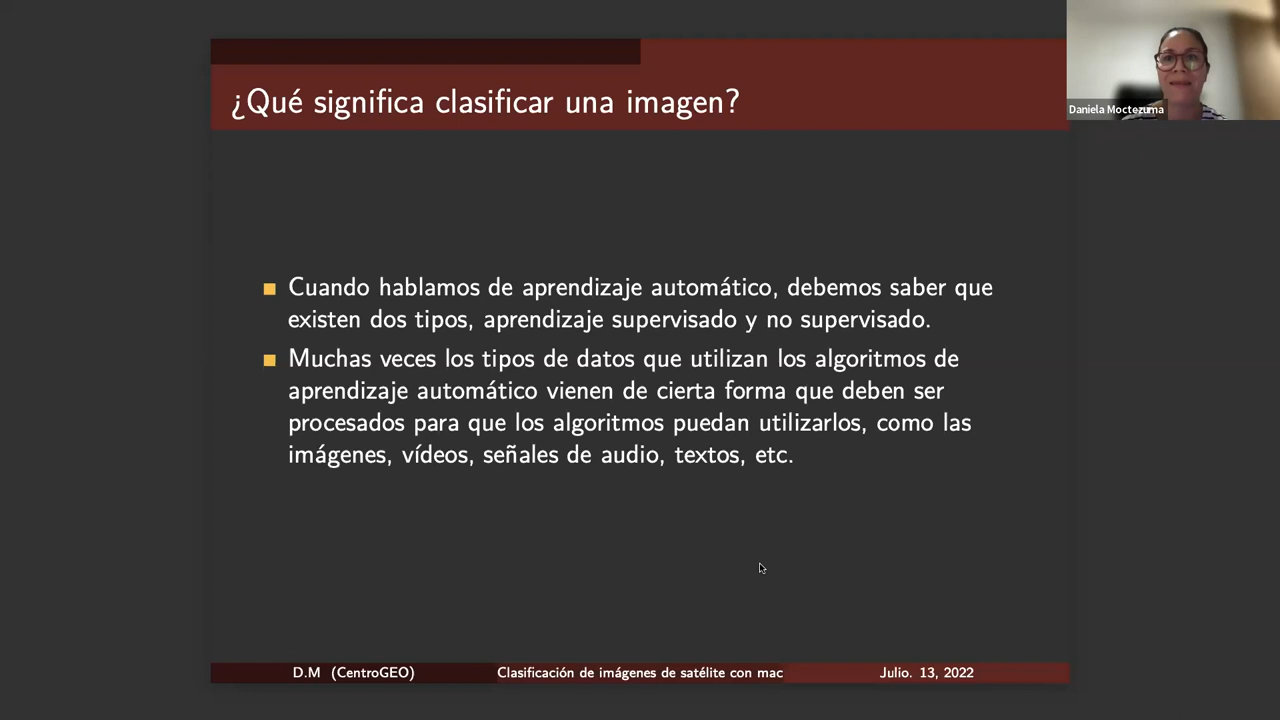 ¿Qué significa clasificar una imagen?
Daniela Moctezuma
Cuando hablamos de aprendizaje automático, debemos saber que
existen dos tipos, aprendizaje supervisado y no supervisado.
Muchas veces los tipos de datos que utilizan los algoritmos de
aprendizaje automático vienen de cierta forma que deben ser
procesados para que los algoritmos puedan utilizarlos, como las
imágenes, vídeos, señales de audio, textos, etc.
D.M (CentroGEO)
Clasificación de imágenes de satélite con mac
Julio. 13, 2022